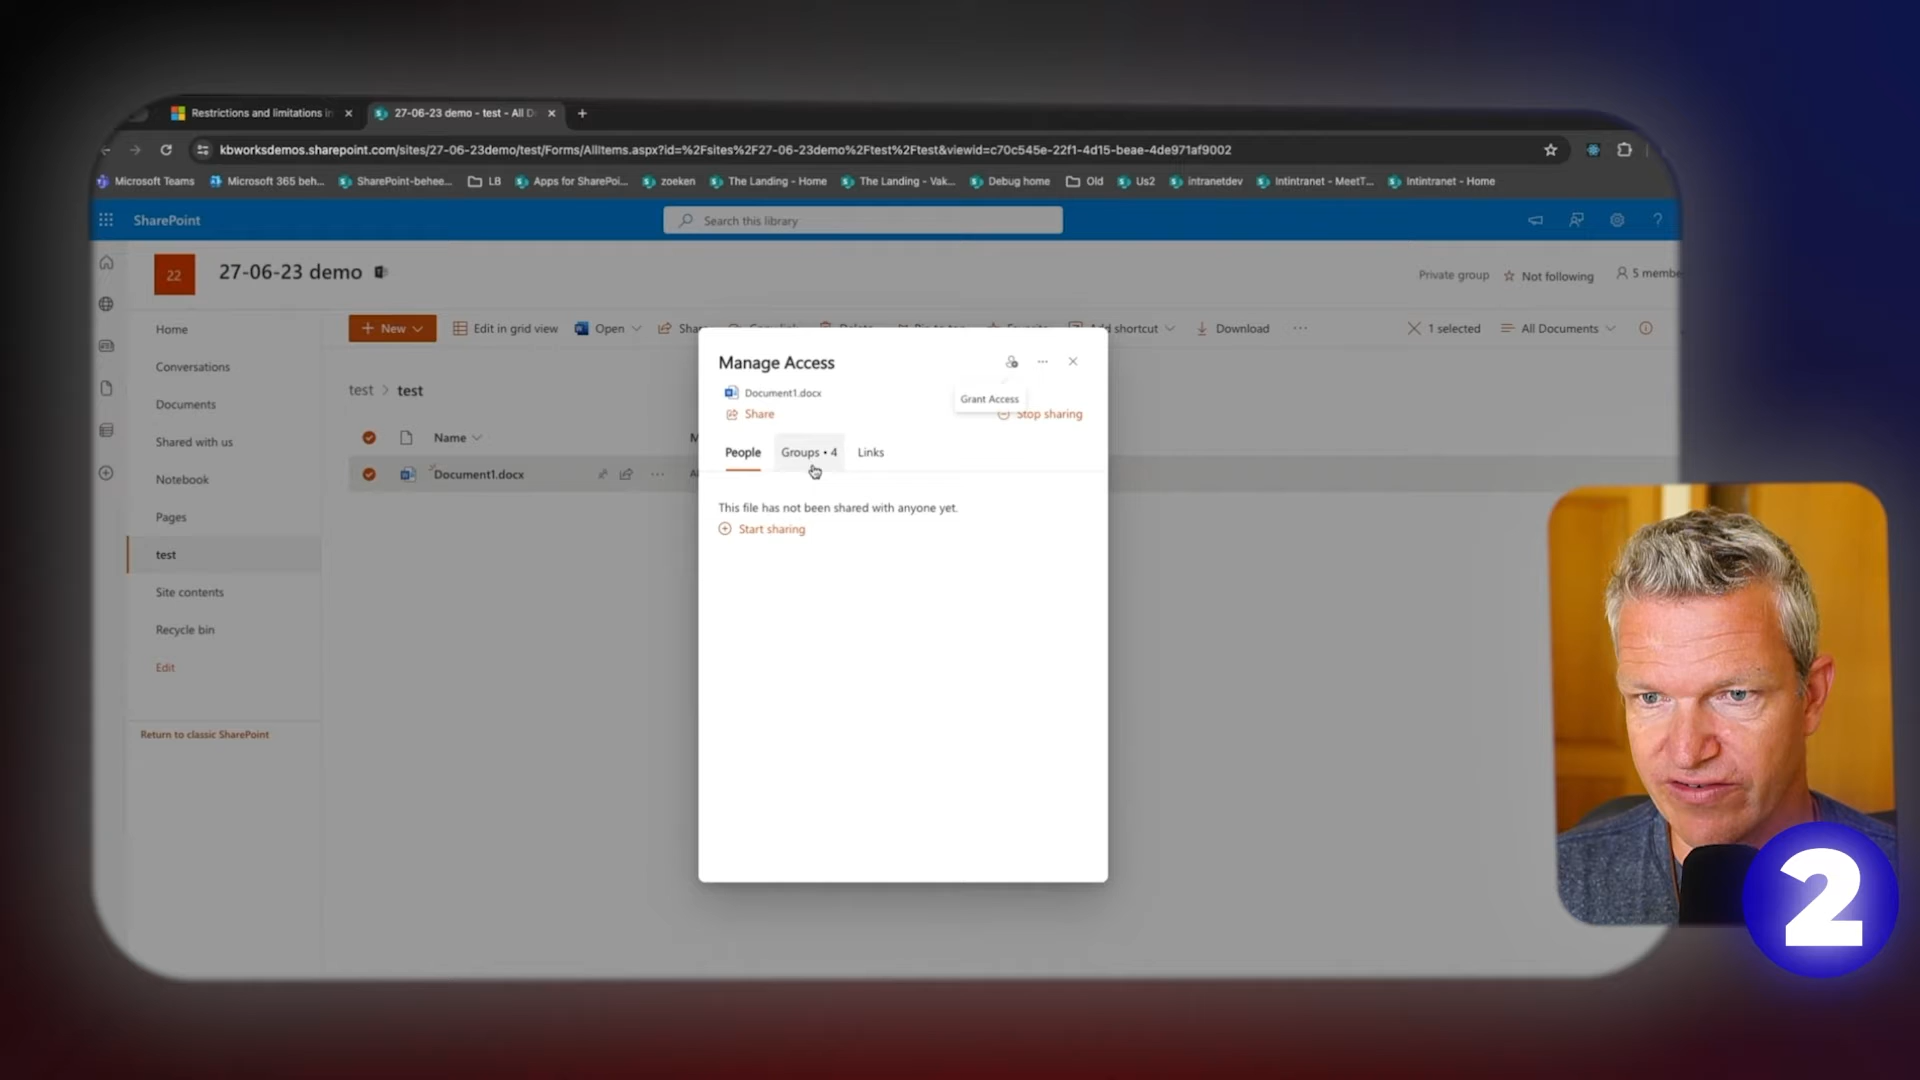 Restrictions and limitations in
27-06-23 demo - test - All D
kbworksdemos.sharepoint.com/sites/27-06-23demo/test/Forms/AllItems.aspx?id=%2Fsites%2F27-06-23demo%2Ftest%2Ftest&viewid=c70c545e-22f1-4d15-beae-4de971af9002
Microsoft Teams Microsoft 365 beh... SharePoint-behee... LB Apps for SharePoi... zoeken The Landing - Home The Landing - Vak... Debug home Old Us2 intranetdev Intintranet - MeetT... Intintranet - Home
SharePoint
Search this library
?
22
27-06-23 demo
Private group Not following 5 membe
New Edit in grid view Open Share shortcut Download ... 1 selected All Documents
Home
Conversations
Documents
Shared with us
Notebook
Pages
test
Site contents
Recycle bin
Edit
Return to classic SharePoint
test > test
Name
Document1.docx
Manage Access
Document1.docx
Grant Access
Share
Stop sharing
People Groups • 4 Links
This file has not been shared with anyone yet.
Start sharing
2